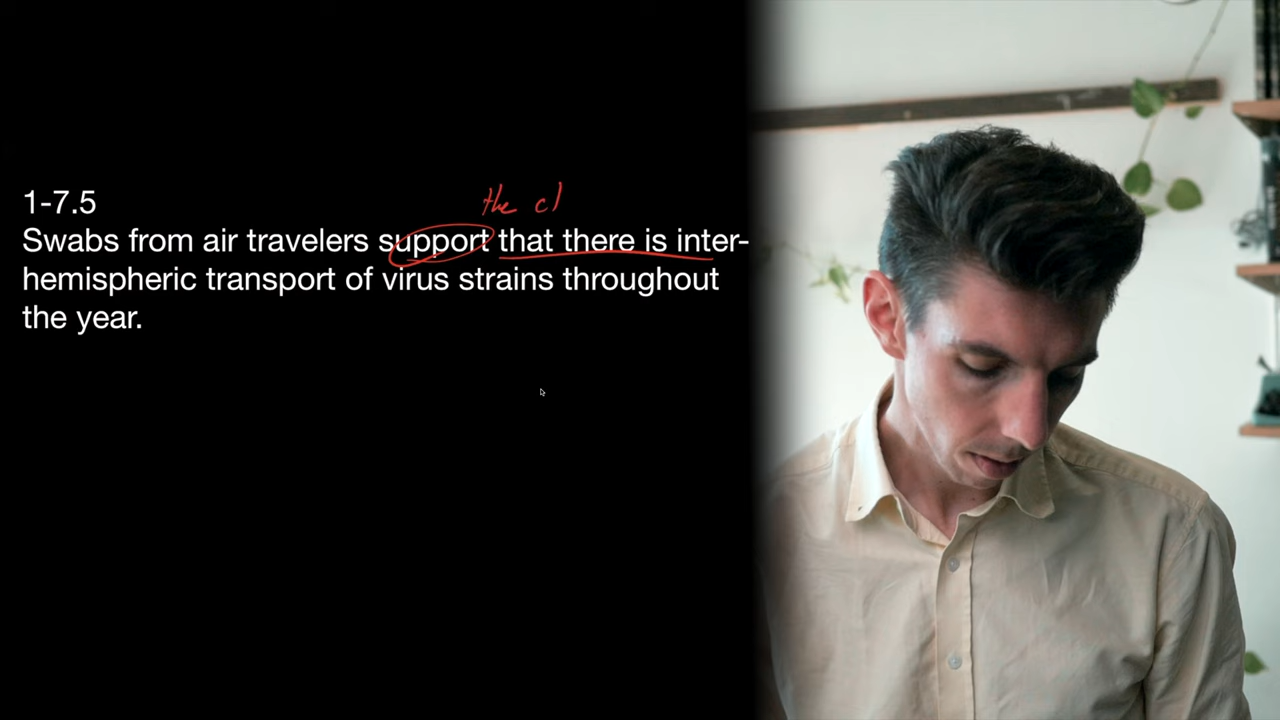 1-7.5
the cl
Swabs from air travelers support that there is inter-
hemispheric transport of virus strains throughout
the year.